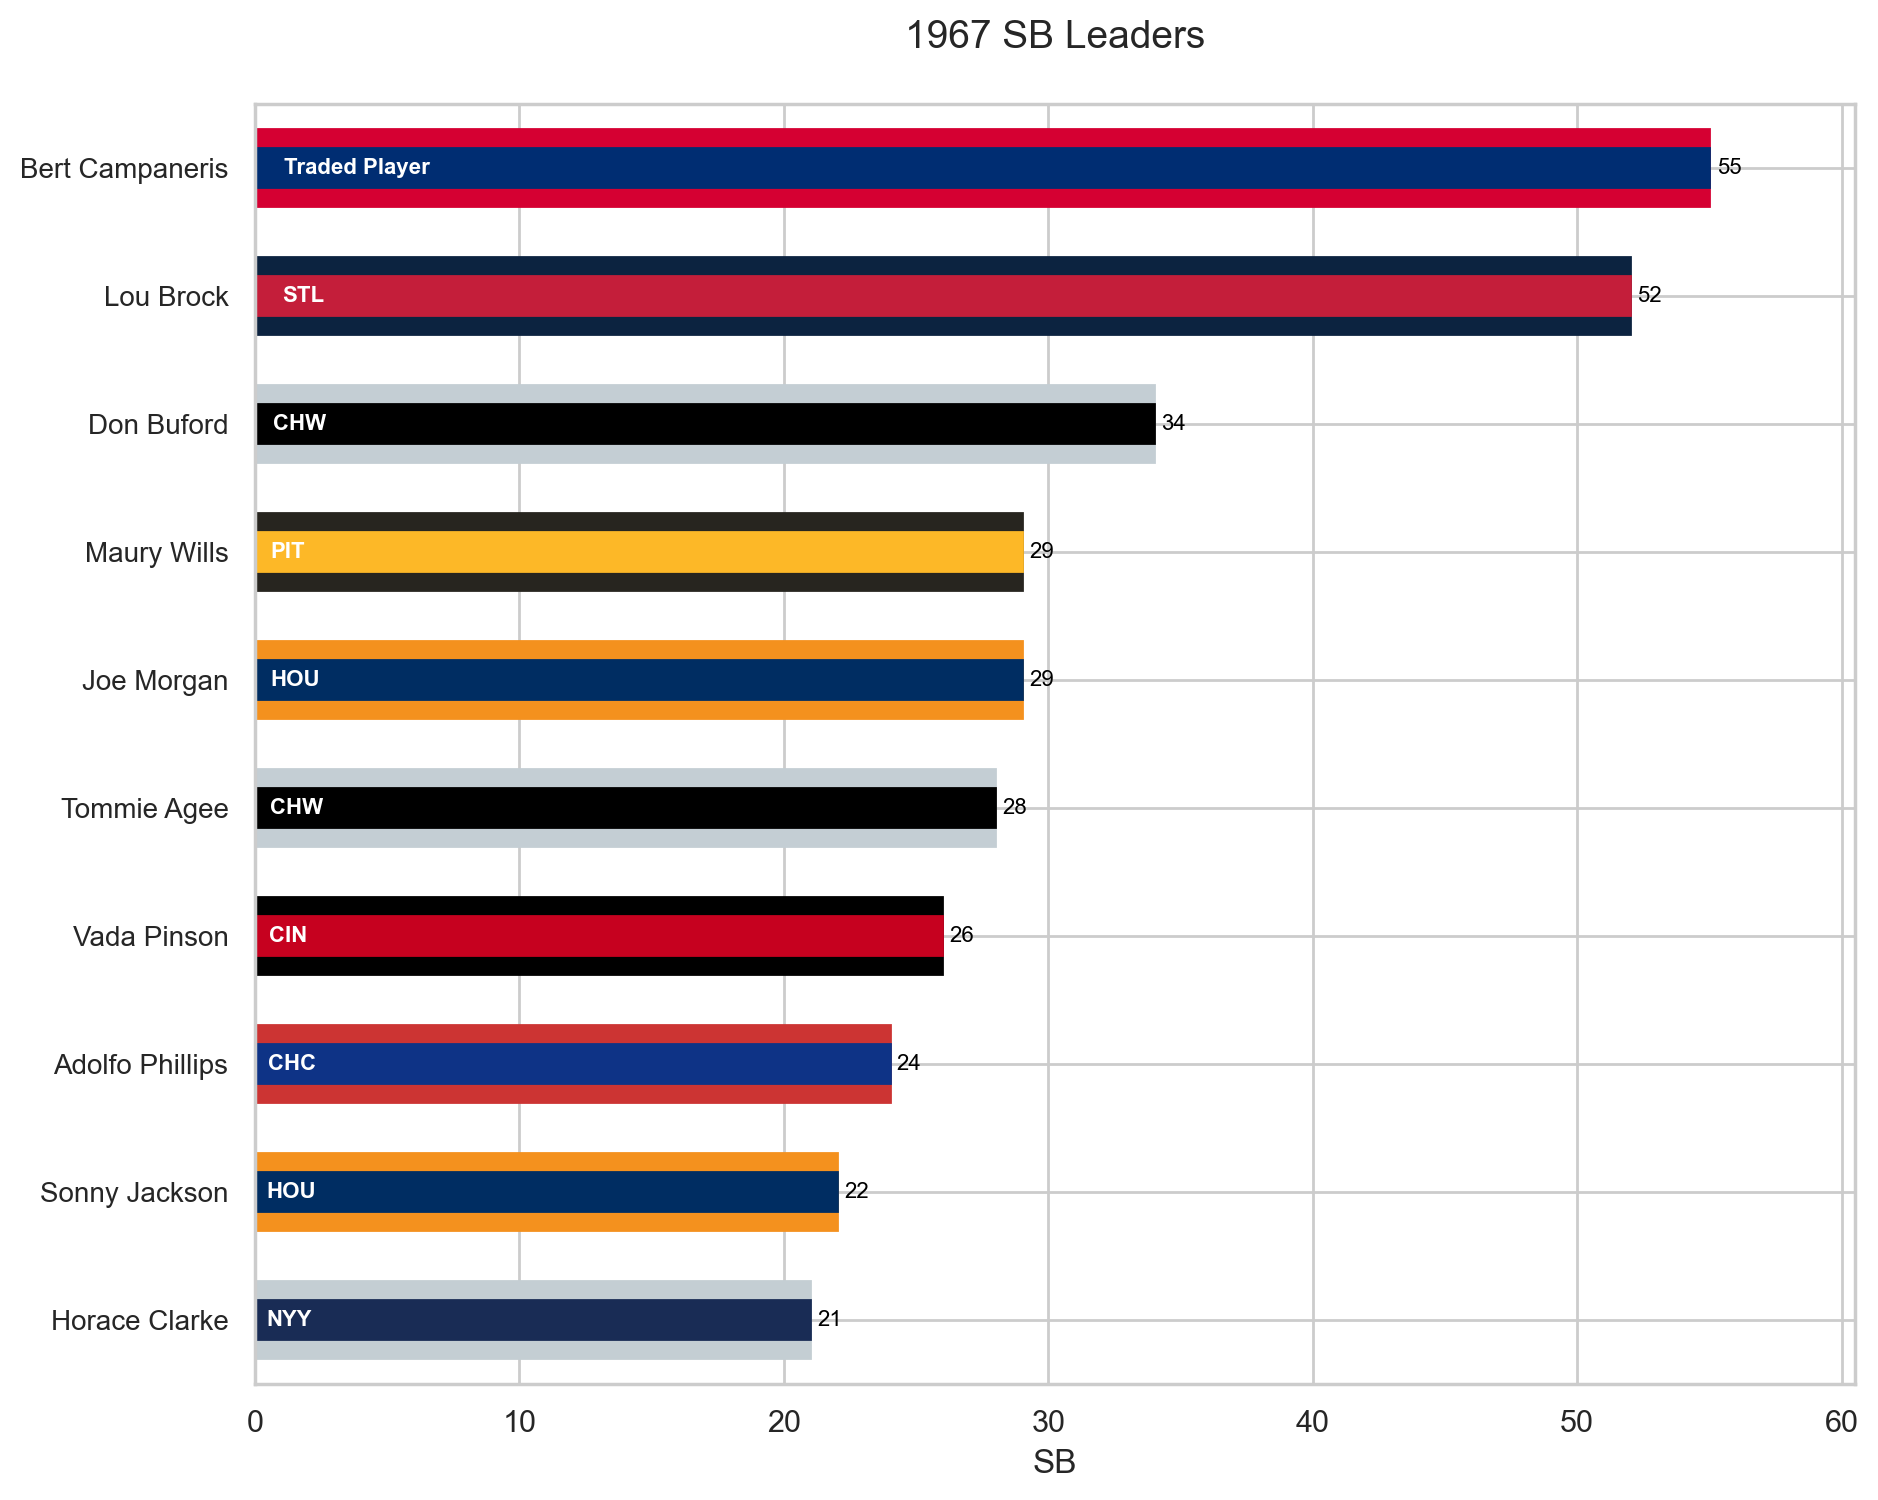 1967 SB Leaders
Bert Campaneris
Traded Player
55
Lou Brock
STL
52
Don Buford
CHW
34
Maury Wills
PIT
29
Joe Morgan
HOU
29
Tommie Agee
CHW
28
Vada Pinson
CIN
26
Adolfo Phillips
CHC
24
Sonny Jackson
HOU
22
Horace Clarke
NYY
21
0 10 20 30 40 50 60
SB